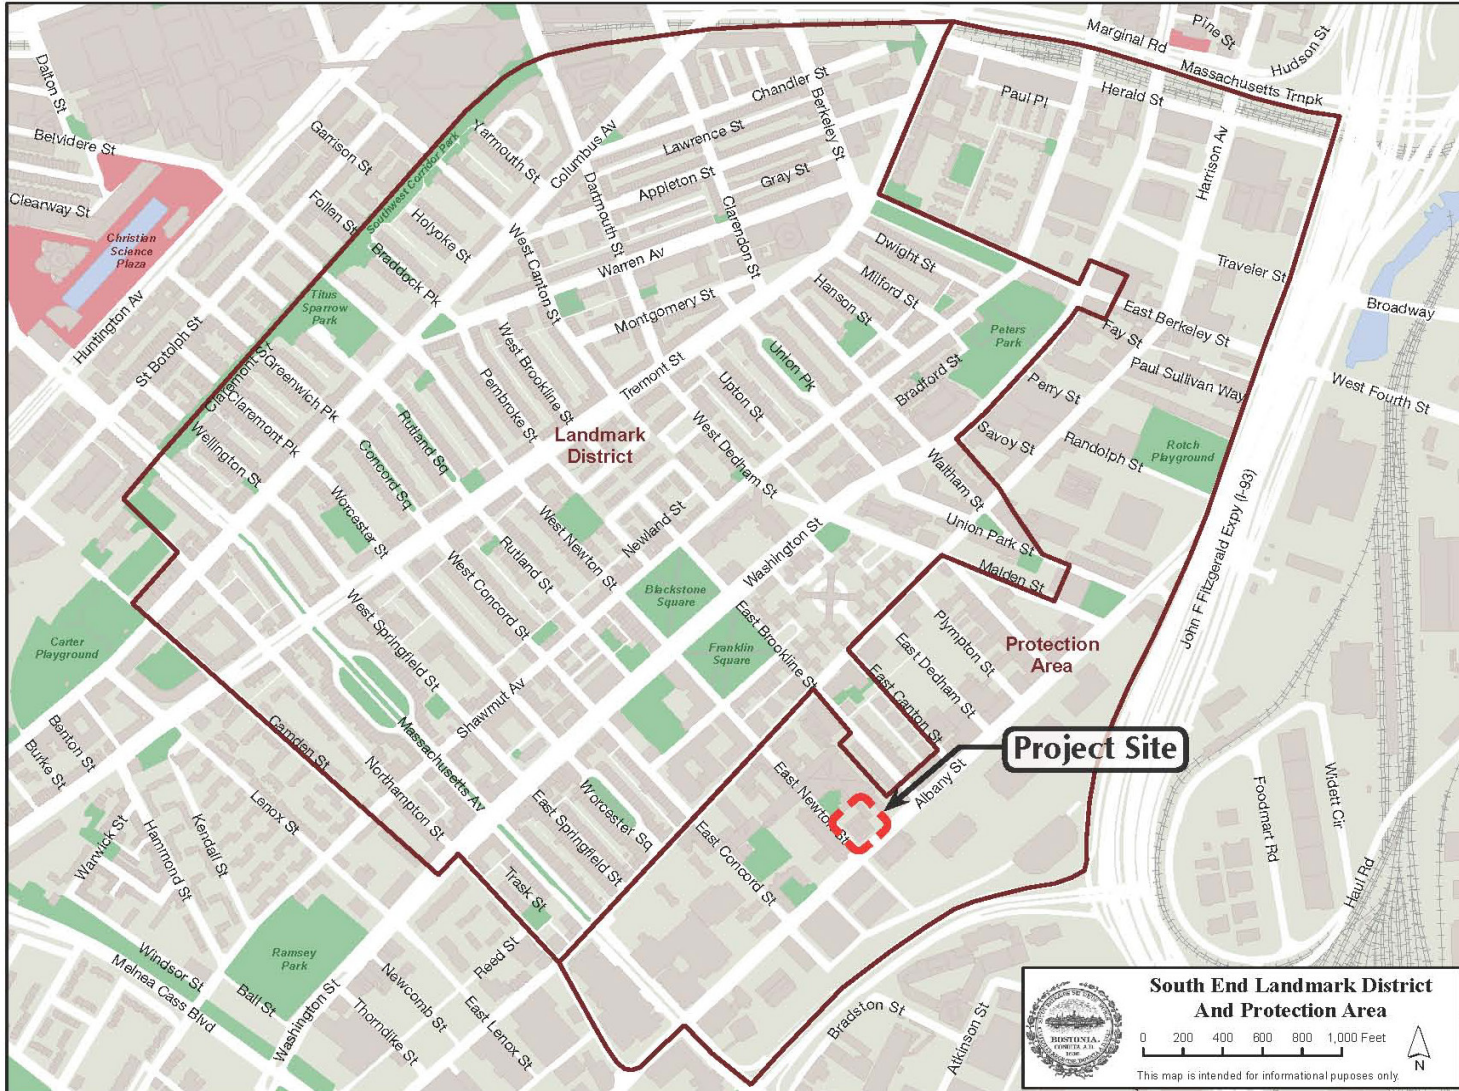 Marginal Rd
Pine St
Hudson St
Massachusetts Trnpk
Dalton St
Chandler St
Paul Pl
Herald St
Berkeley St
Columbus Av
Yarmouth St
Garrison St
Belvidere St
Lawrence St
Harrison Av
Appleton St
Gray St
Clearway St
Southwest Corridor Park
Follen St
Holyoke St
Dartmouth St
Clarendon St
Christian
Science
Plaza
Braddock Pk
West Canton St
Warren Av
Dwight St
Traveler St
Milford St
Hanson St
Titus
Sparrow
Park
Montgomery St
Huntington Av
St Botolph St
East Berkeley St
Broadway
Fay St
Peters
Park
West Brookline St
Claremont S
Greenwich Pk
Pembroke St
Tremont St
Union Pk
Bradford St
Paul Sullivan Way
West Fourth St
Perry St
Upton St
Claremont Pk
Rutland Sq
Wellington St
Concord Sq
Landmark
District
West Dedham St
Savoy St
Randolph St
Rotch
Playground
Waltham St
Worcester St
West Newton St
Newland St
Washington St
Union Park St
John F Fitzgerald Expy (I-93)
Rutland St
West Concord St
Malden St
Blackstone
Square
West Springfield St
East Brookline St
Plympton St
Protection
Area
Carter
Playground
Franklin
Square
East Dedham St
East Canton St
Shawmut Av
Massachusetts Av
Camden St
Benton St
Burke St
Project Site
Northampton St
East Newton St
Albany St
Foodmart Rd
Widett Cir
Lenox St
Kendall St
Hammond St
Warwick St
Worcester Sq
East Springfield St
East Concord St
Trask St
Haul Rd
Ramsey
Park
Reed St
Windsor St
Melnea Cass Blvd
Ball St
Washington St
Newcomb St
Thorndike St
East Lenox St
Bradston St
Atkinson St
South End Landmark District
And Protection Area
BOSTONIA.
CONDITA A.D.
1630.
0 200 400 600 800 1,000 Feet
N
This map is intended for informational puposes only.